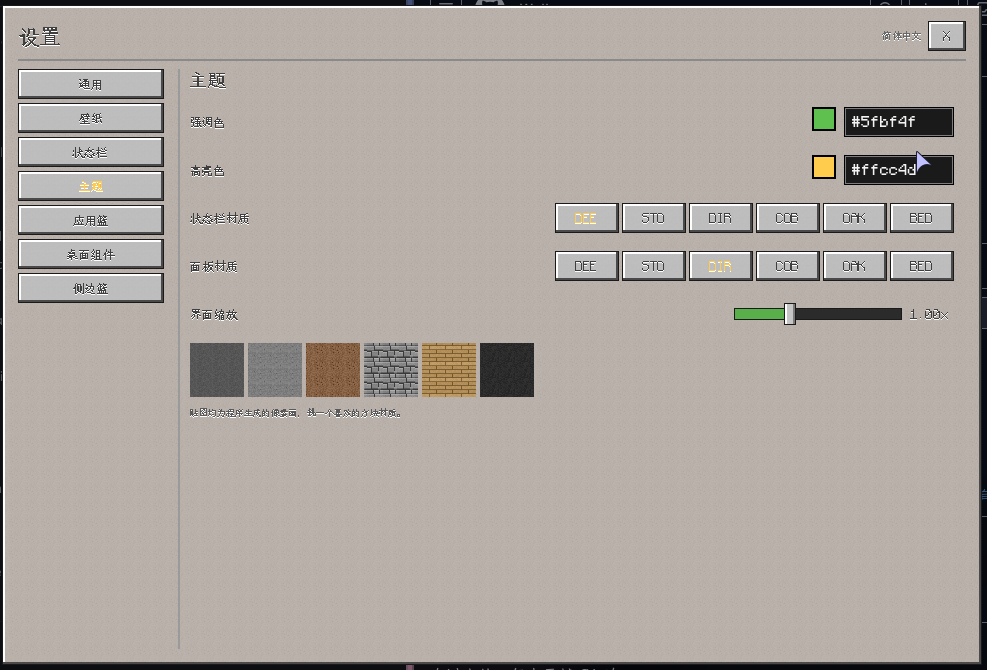 设置
简体中文 X
通用
壁纸
状态栏
主题
应用篮
桌面组件
侧边篮
主题
强调色 #5fbf4f
高亮色 #ffcc4d
状态栏材质 DEE STO DIR COB OAK BED
面板材质 DEE STO DIR COB OAK BED
界面缩放 1.00x
贴图均为程序生成的像素画，挑一个喜欢的方块材质。